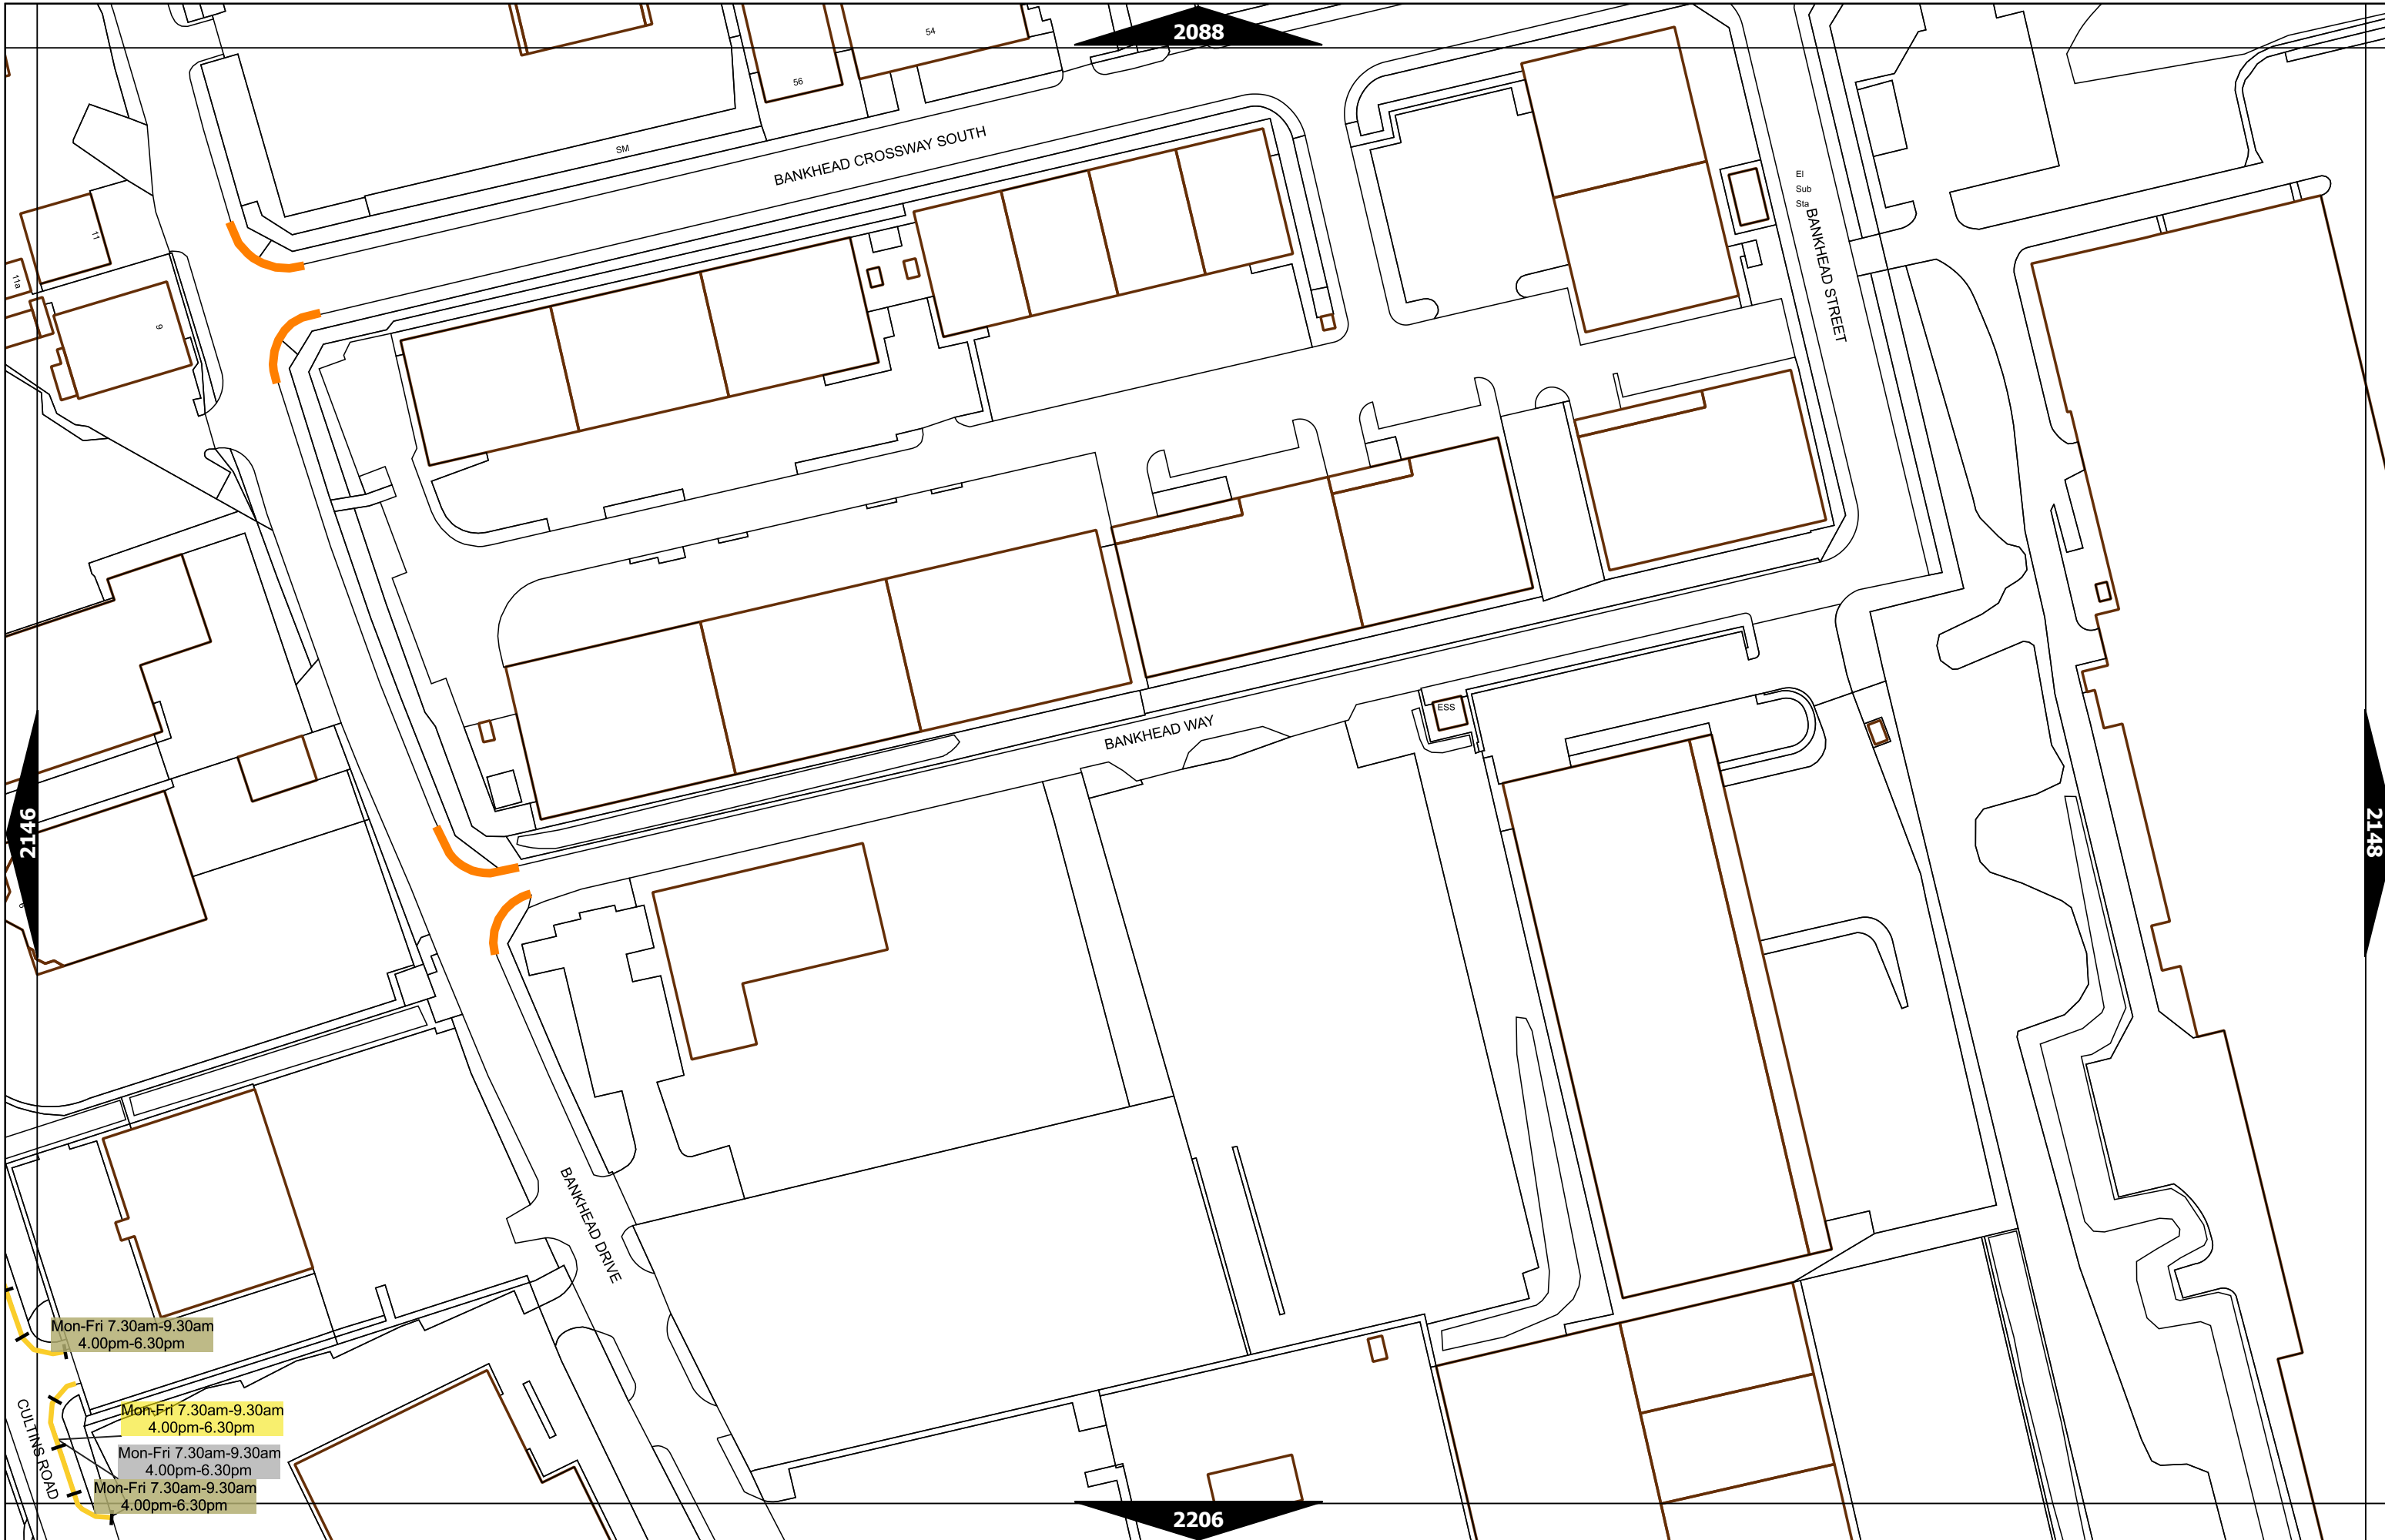 2088
54
56
SM
BANKHEAD CROSSWAY SOUTH
El
Sub
Sta
BANKHEAD STREET
11
11a
9
ESS
BANKHEAD WAY
2146
2148
BANKHEAD DRIVE
Mon-Fri 7.30am-9.30am
4.00pm-6.30pm
CULTINS ROAD
Mon-Fri 7.30am-9.30am
4.00pm-6.30pm
Mon-Fri 7.30am-9.30am
4.00pm-6.30pm
Mon-Fri 7.30am-9.30am
4.00pm-6.30pm
2206